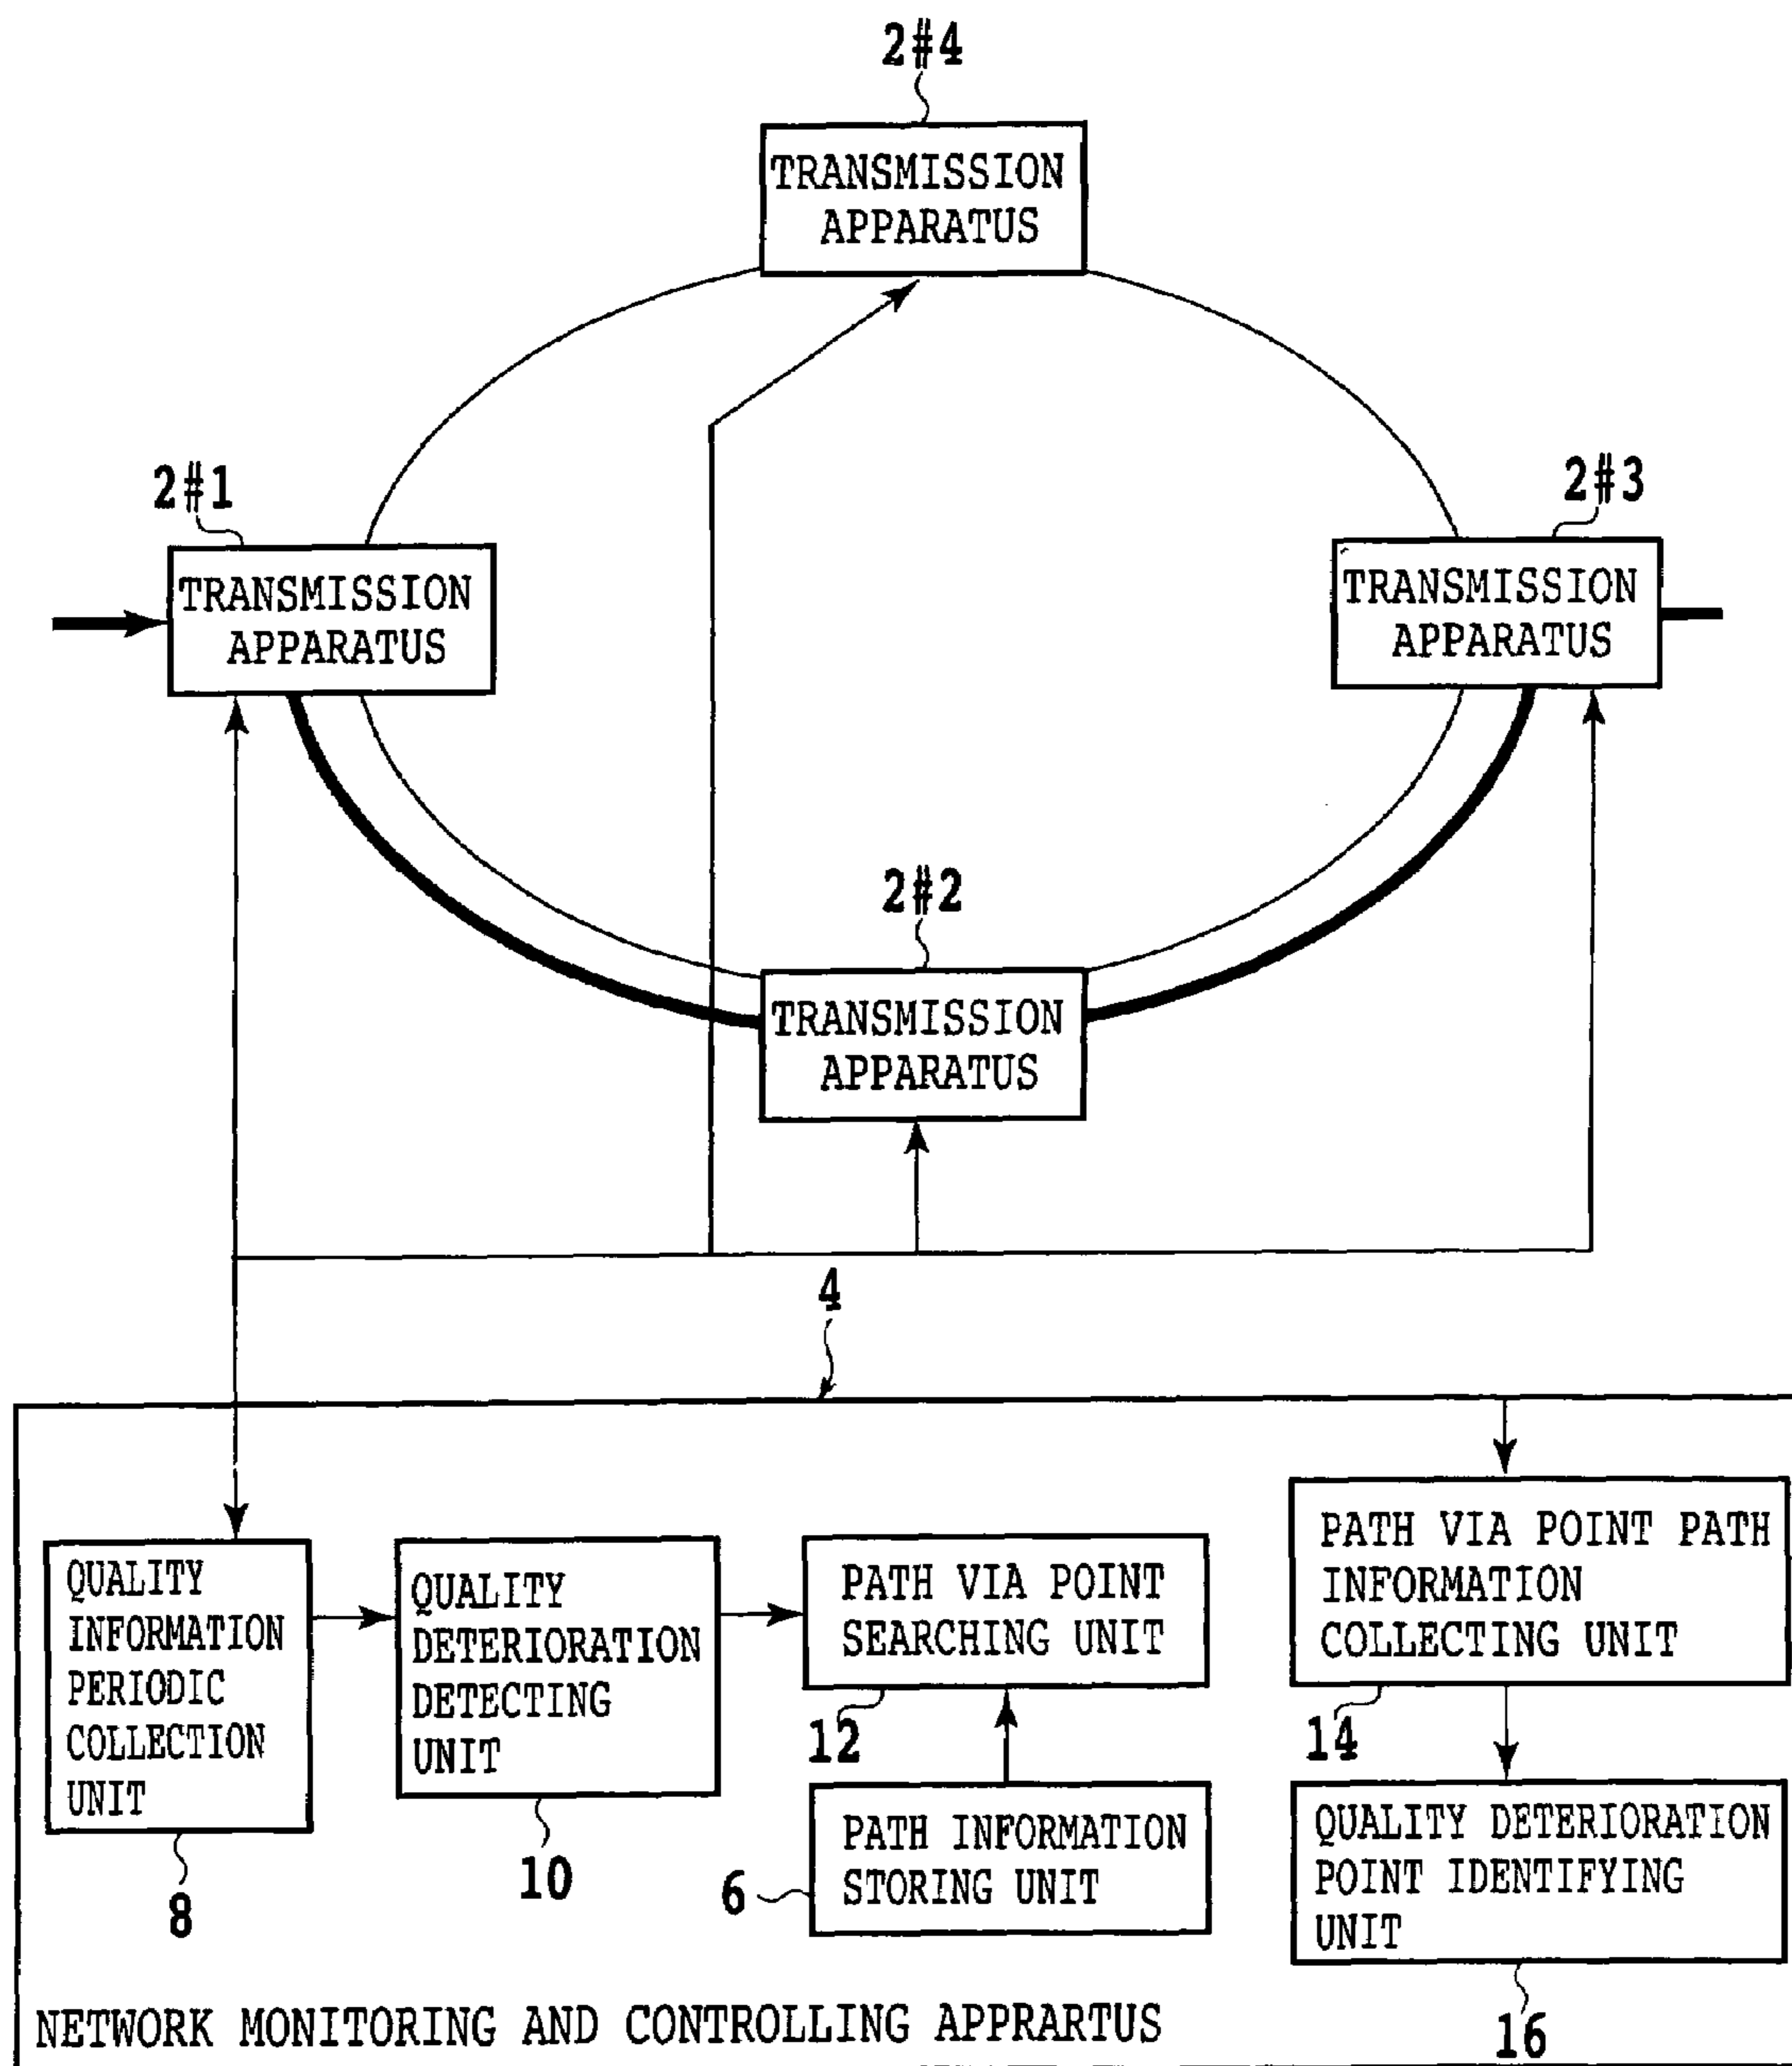 2#4
TRANSMISSION
APPARATUS
2#1
2#3
TRANSMISSION
APPARATUS
TRANSMISSION
APPARATUS
2#2
TRANSMISSION
APPARATUS
4
QUALITY
INFORMATION
PERIODIC
COLLECTION
UNIT
8
QUALITY
DETERIORATION
DETECTING
UNIT
10
PATH VIA POINT
SEARCHING UNIT
12
PATH INFORMATION
STORING UNIT
6
PATH VIA POINT PATH
INFORMATION
COLLECTING UNIT
14
QUALITY DETERIORATION
POINT IDENTIFYING
UNIT
16
NETWORK MONITORING AND CONTROLLING APPRARTUS